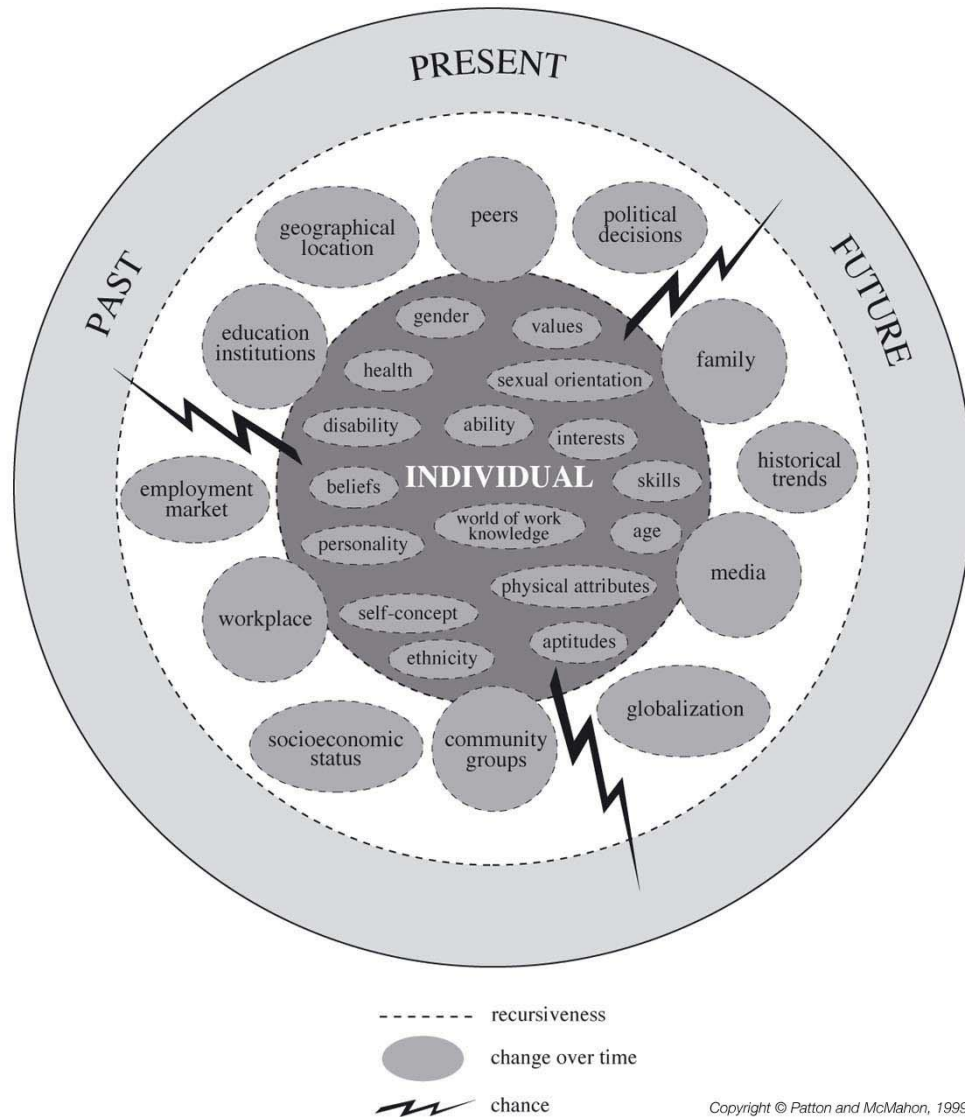 PRESENT
PAST
FUTURE
peers
political
decisions
geographical
location
education
institutions
family
gender
values
health
sexual orientation
disability
ability
interests
INDIVIDUAL
employment
market
beliefs
skills
historical
trends
world of work
knowledge
age
personality
media
physical attributes
workplace
self-concept
aptitudes
ethnicity
globalization
socioeconomic
status
community
groups
recursiveness
change over time
chance
Copyright © Patton and McMahon, 1999